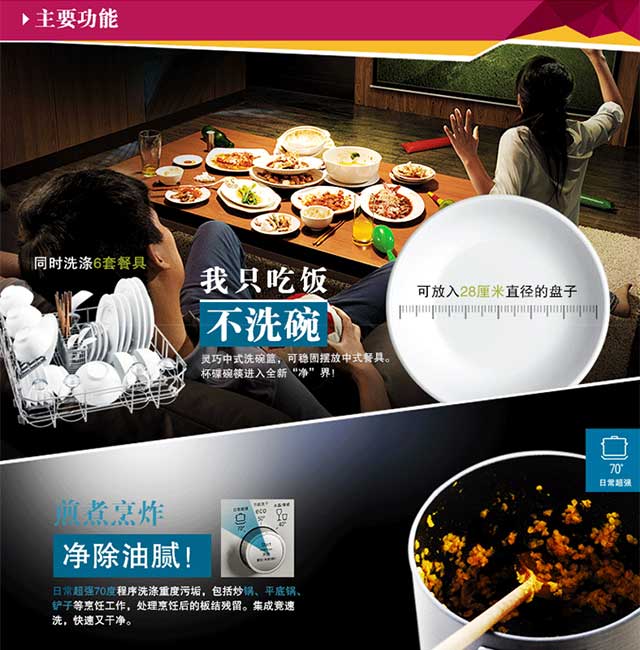 主要功能
同时洗涤6套餐具
我只吃饭
不洗碗
灵巧中式洗碗篮，可稳固摆放中式餐具。
杯碟碗筷进入全新“净”界！
可放入28厘米直径的盘子
70°
日常超强
煎煮烹炸
净除油腻！
eco
50°
70°
40°
日常超强70度程序洗涤重度污垢，包括炒锅、平底锅、
铲子等烹饪工作，处理烹饪后的板结残留。集成竞速
洗，快速又干净。